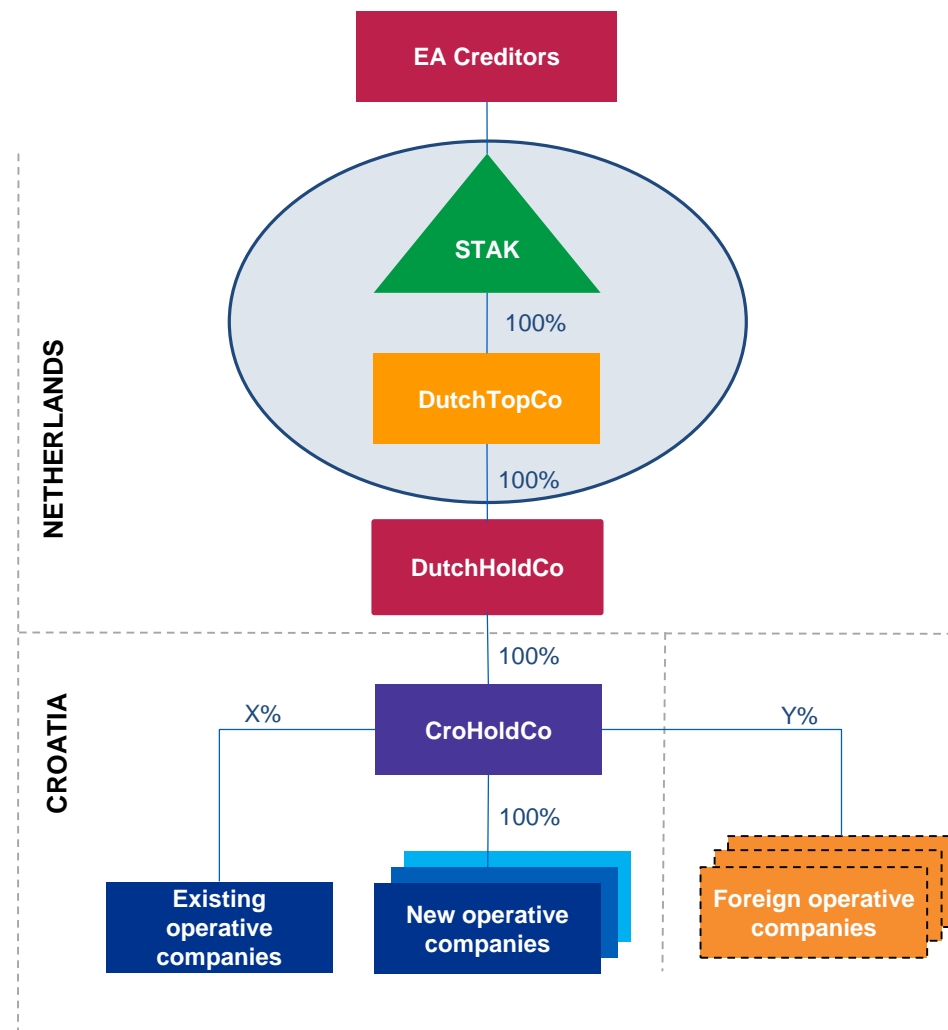 EA Creditors
STAK
100%
DutchTopCo
100%
NETHERLANDS
DutchHoldCo
100%
CROATIA
X%
CroHoldCo
Y%
100%
Existing
operative
companies
New operative
companies
Foreign operative
companies